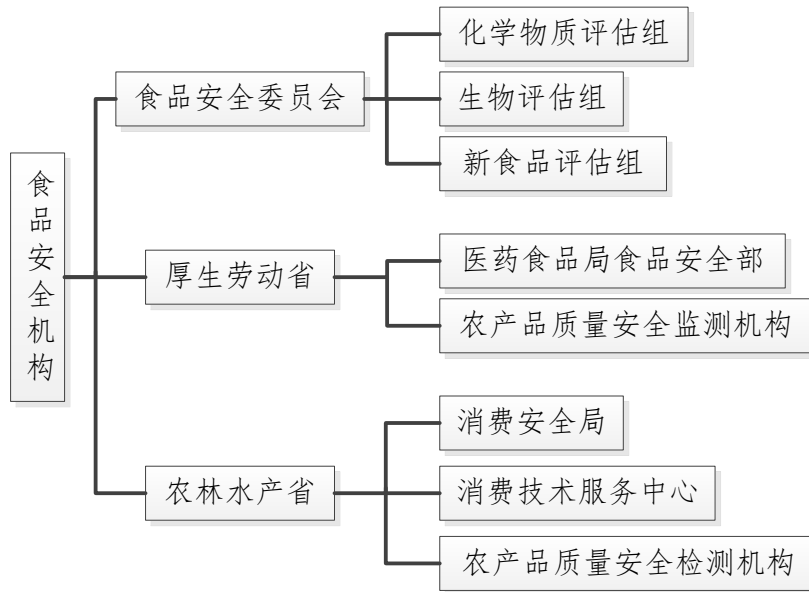 食品安全机构
食品安全委员会
化学物质评估组
生物评估组
新食品评估组
厚生劳动省
医药食品局食品安全部
农产品质量安全监测机构
农林水产省
消费安全局
消费技术服务中心
农产品质量安全检测机构